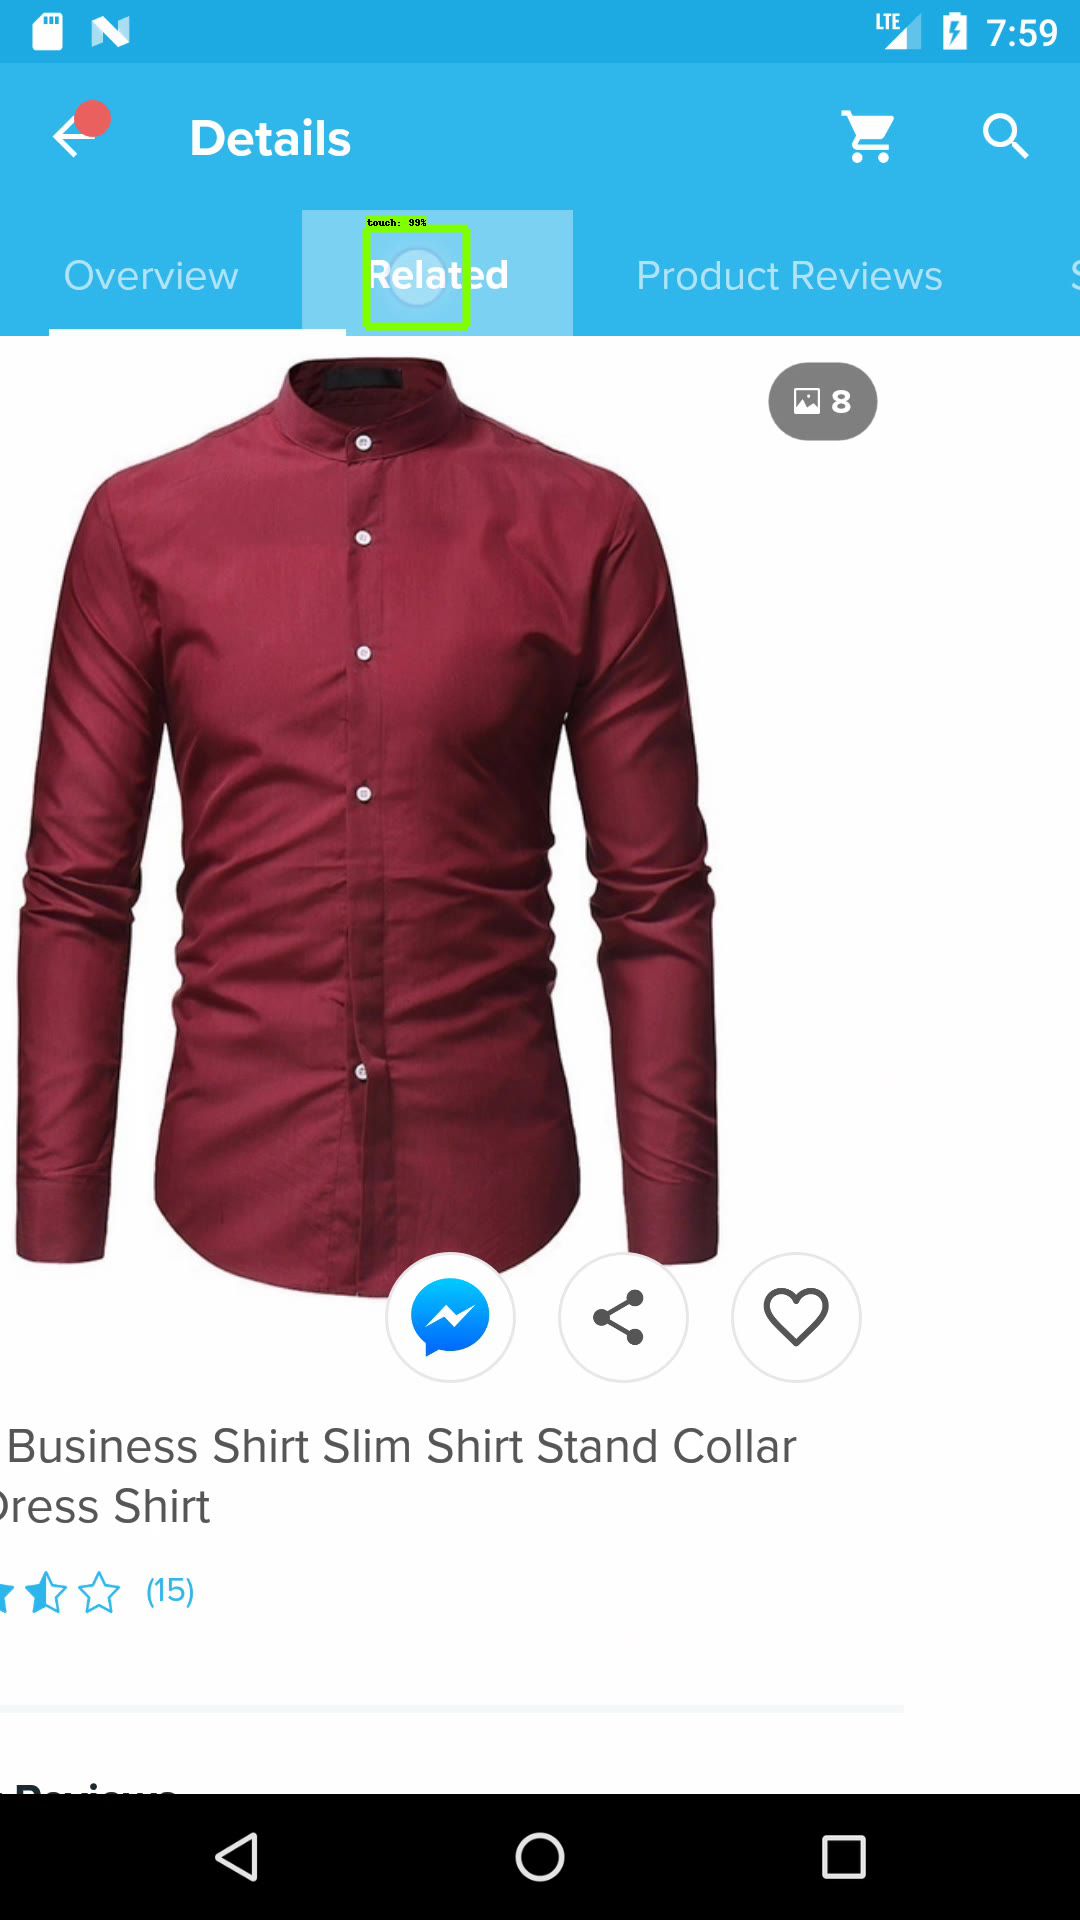 LTE 7:59
Details
touch: 99%
Overview Related Product Reviews
8
Business Shirt Slim Shirt Stand Collar
Dress Shirt
(15)
Reviews